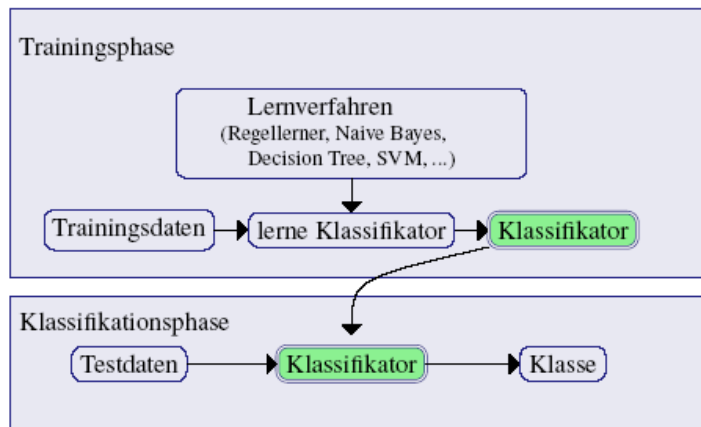 Trainingsphase
Lernverfahren
(Regellerner, Naive Bayes,
Decision Tree, SVM, ...)
Trainingsdaten
lerne Klassifikator
Klassifikator
Klassifikationsphase
Testdaten
Klassifikator
Klasse